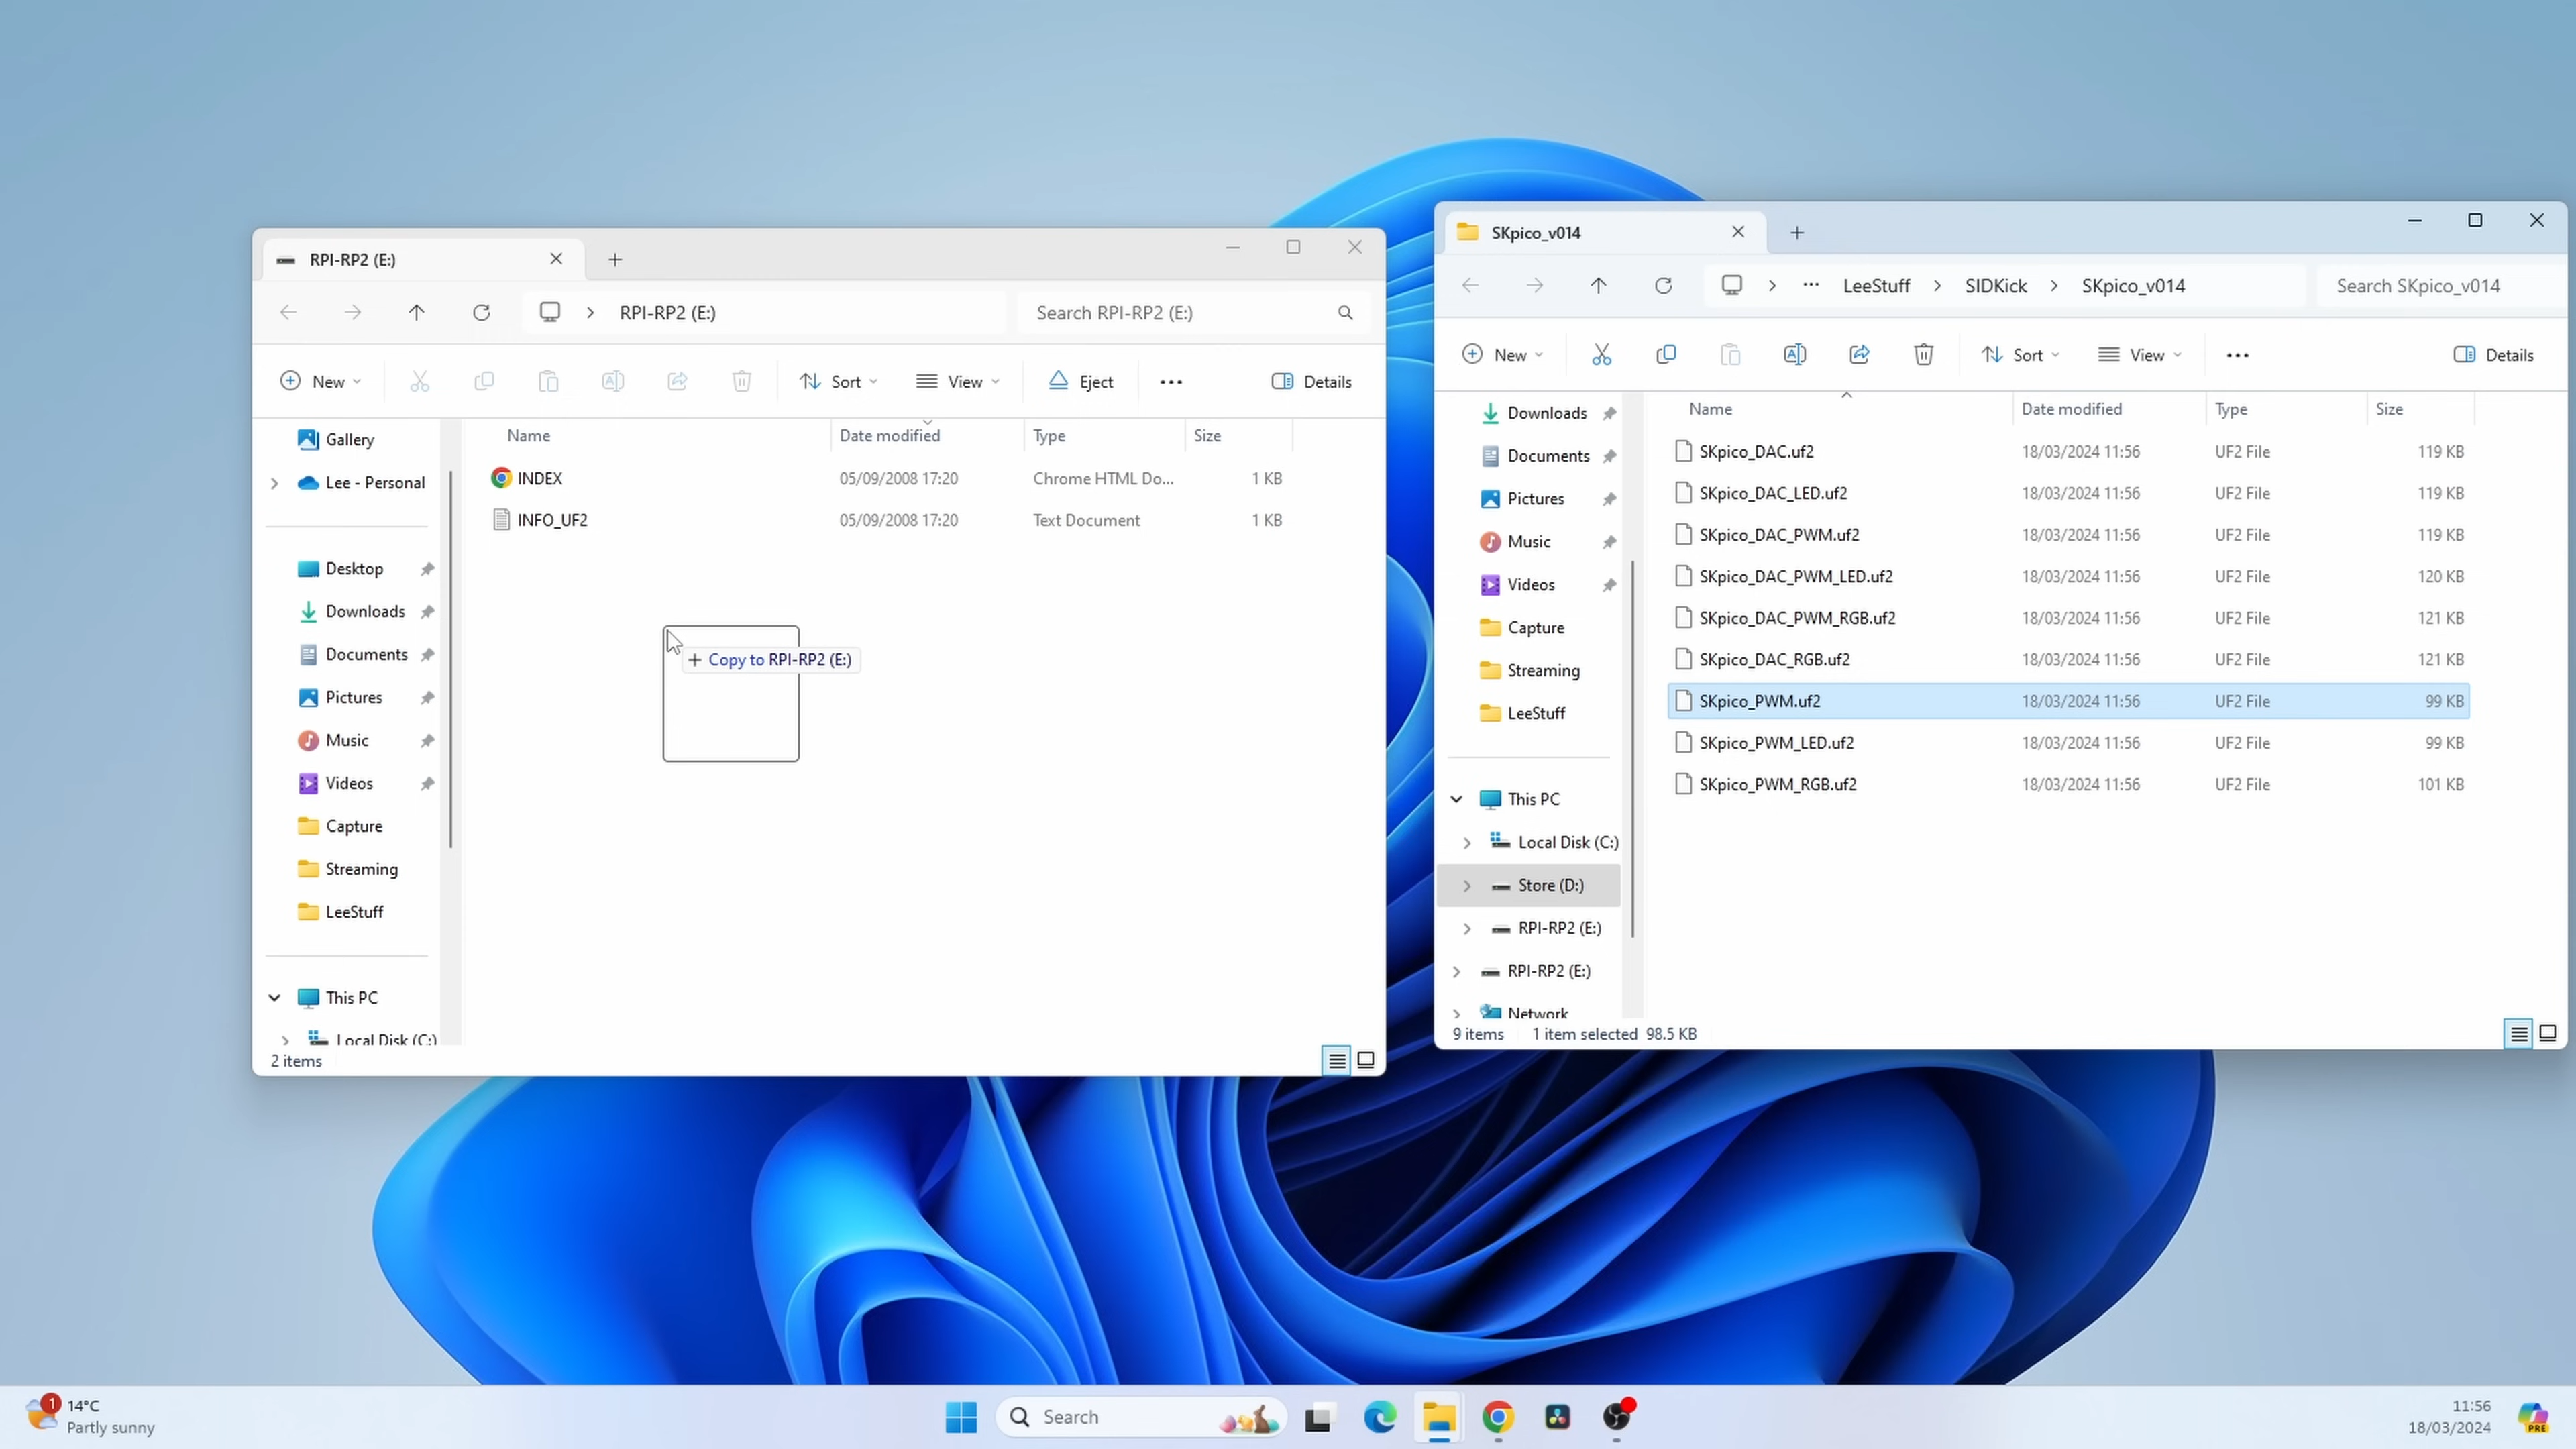 RPI-RP2 (E:)
RPI-RP2 (E:)
Search RPI-RP2 (E:)
New
Sort
View
Eject
Details
Gallery
Lee - Personal
Desktop
Downloads
Documents
Pictures
Music
Videos
Capture
Streaming
LeeStuff
This PC
Local Disk (C:)
Name Date modified Type Size
INDEX 05/09/2008 17:20 Chrome HTML Do... 1 KB
INFO_UF2 05/09/2008 17:20 Text Document 1 KB
+ Copy to RPI-RP2 (E:)
2 items
SKpico_v014
... LeeStuff > SIDKick > SKpico_v014
Search SKpico_v014
New
Sort
View
Details
Downloads
Documents
Pictures
Music
Videos
Capture
Streaming
LeeStuff
This PC
Local Disk (C:)
Store (D:)
RPI-RP2 (E:)
RPI-RP2 (E:)
Network
Name Date modified Type Size
SKpico_DAC.uf2 18/03/2024 11:56 UF2 File 119 KB
SKpico_DAC_LED.uf2 18/03/2024 11:56 UF2 File 119 KB
SKpico_DAC_PWM.uf2 18/03/2024 11:56 UF2 File 119 KB
SKpico_DAC_PWM_LED.uf2 18/03/2024 11:56 UF2 File 120 KB
SKpico_DAC_PWM_RGB.uf2 18/03/2024 11:56 UF2 File 121 KB
SKpico_DAC_RGB.uf2 18/03/2024 11:56 UF2 File 121 KB
SKpico_PWM.uf2 18/03/2024 11:56 UF2 File 99 KB
SKpico_PWM_LED.uf2 18/03/2024 11:56 UF2 File 99 KB
SKpico_PWM_RGB.uf2 18/03/2024 11:56 UF2 File 101 KB
9 items 1 item selected 98.5 KB
1
14°C
Partly sunny
Search
11:56
18/03/2024
PRE